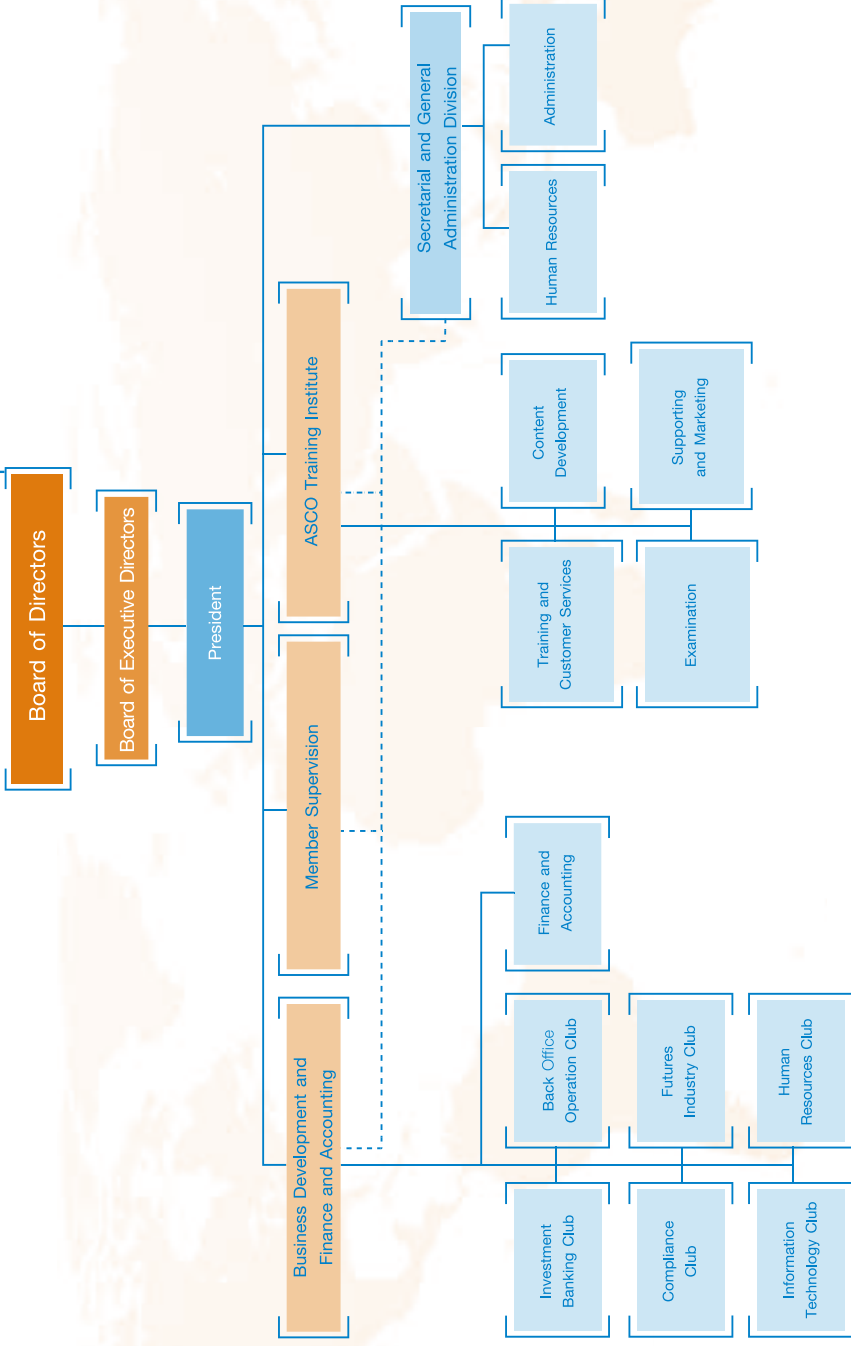 Board of Directors
Board of Executive Directors
President
Business Development and
Finance and Accounting
Member Supervision
ASCO Training Institute
Secretarial and General
Administration Division
Investment
Banking Club
Back Office
Operation Club
Finance and
Accounting
Compliance
Club
Futures
Industry Club
Information
Technology Club
Human
Resources Club
Training and
Customer Services
Content
Development
Examination
Supporting
and Marketing
Human Resources
Administration